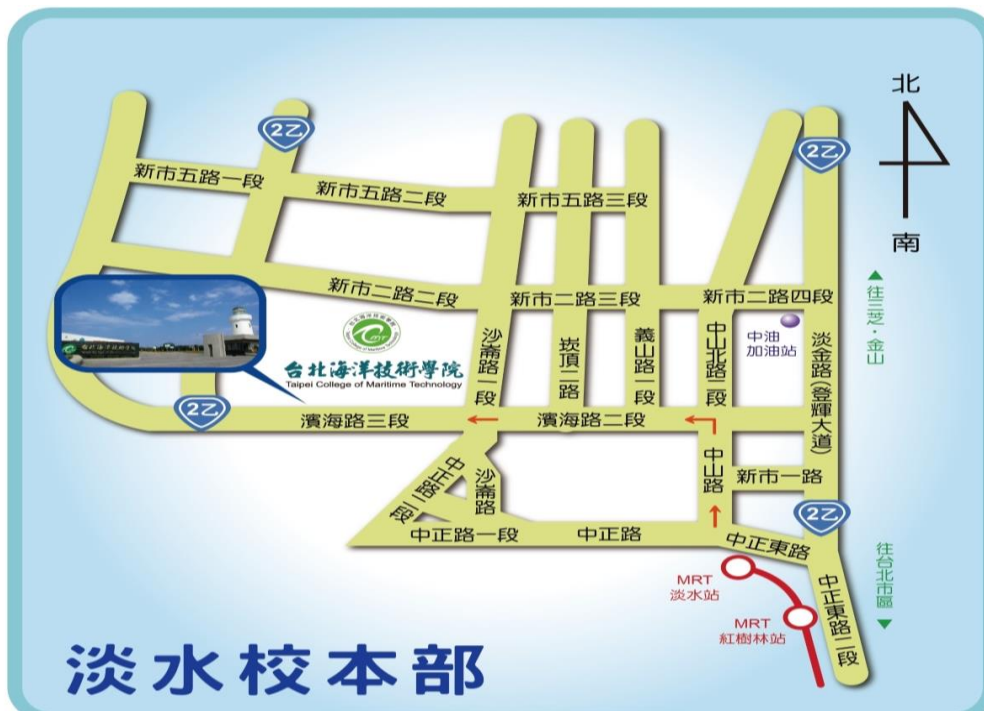 北
南
2乙
2乙
新市五路一段
新市五路二段
新市五路三段
新市二路二段
新市二路三段
新市二路四段
往三芝・金山
中油
加油站
台北海洋技術學院
Taipei College of Maritime Technology
沙崙路一段
崁頂二路
義山路一段
中山北路二段
淡金路(登輝大道)
2乙
濱海路三段
濱海路二段
中正路二段
沙崙路
中山路
新市一路
2乙
中正路一段
中正路
中正東路
往台北市區
中正東路二段
MRT
淡水站
MRT
紅樹林站
淡水校本部